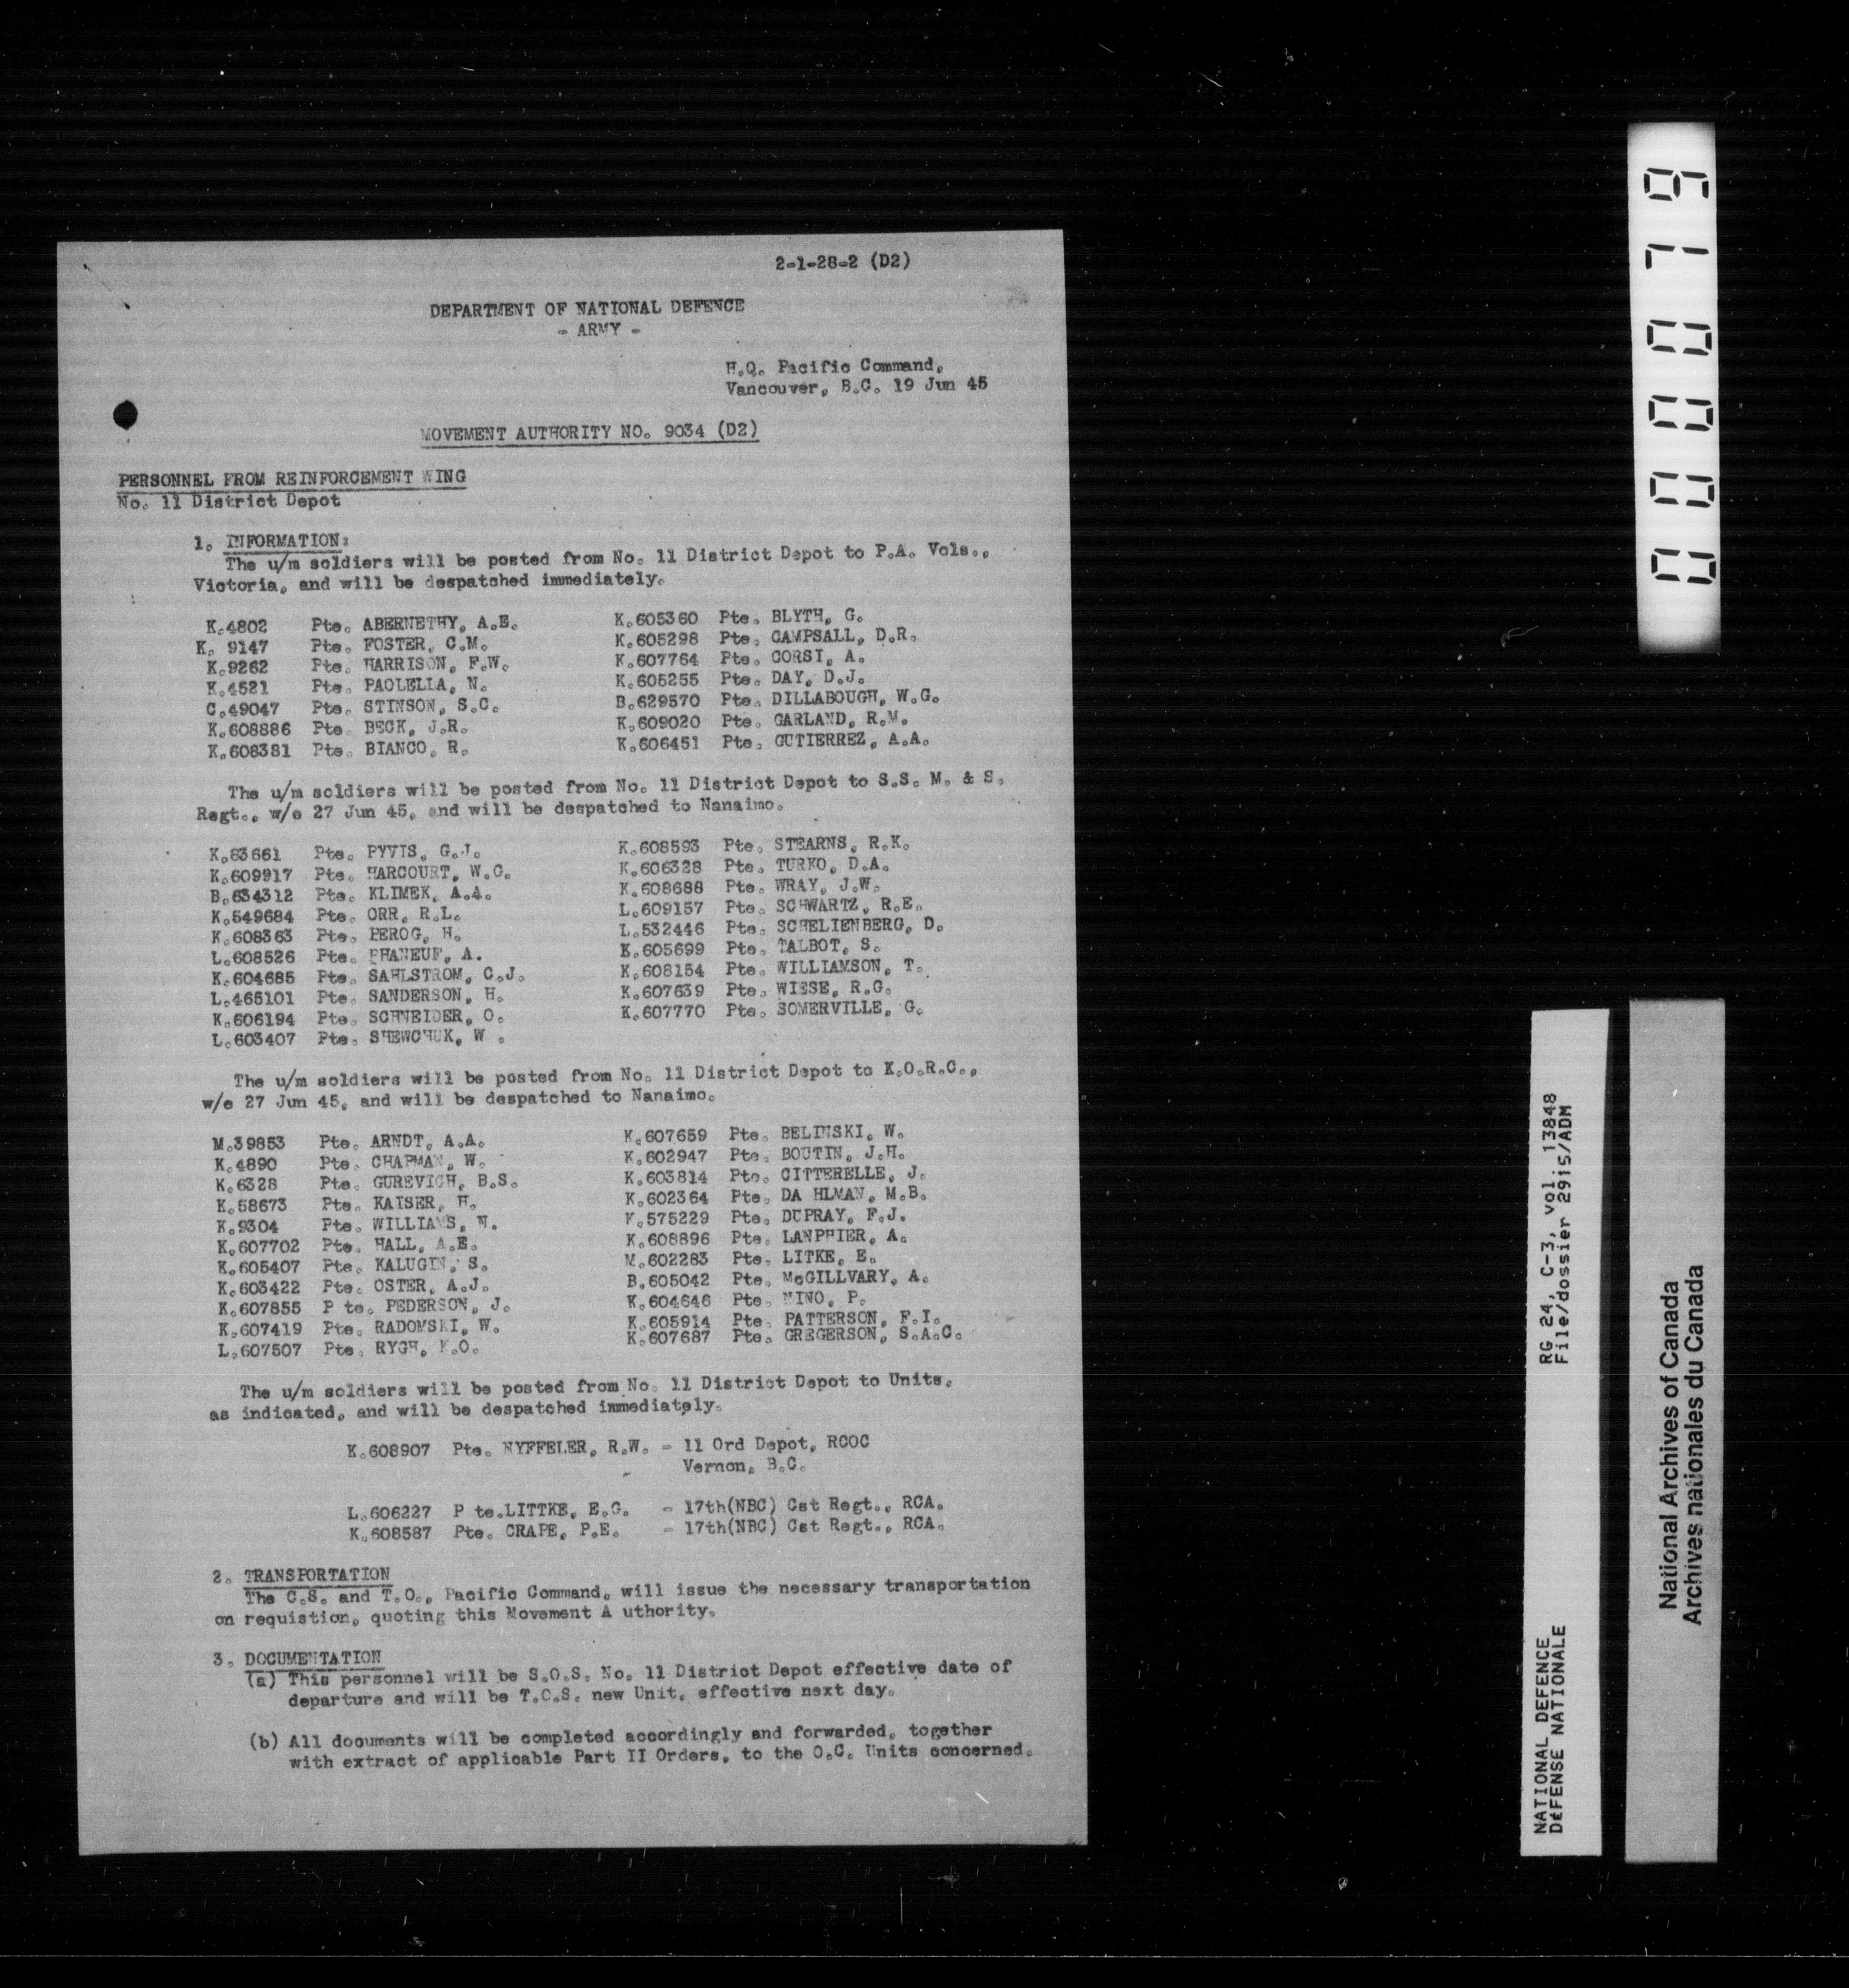 2-1-28-2 (D2)
DEPARTMENT OF NATIONAL DEFENCE
- ARMY -
H.Q. Pacific Command,
Vancouver, B.C. 19 Jun 45
MOVEMENT AUTHORITY NO. 9034 (D2)
PERSONNEL FROM REINFORCEMENT WING
No. 11 District Depot
1. INFORMATION:
The u/m soldiers will be posted from No. 11 District Depot to P.A. Vols.,
Victoria, and will be despatched immediately.
K.4802 Pte. ABERNETHY, A.E. K.605360 Pte. BLYTH, G.
K. 9147 Pte. FOSTER, C.M. K.605298 Pte. CAMPSALL, D.R.
K.9262 Pte. HARRISON, F.W. K.607764 Pte. CORSI, A.
K.4521 Pte. PAOLELLA, N. K.605255 Pte. DAY, D.J.
C.49047 Pte. STINSON, S.C. B.629570 Pte. DILLABOUGH, W.G.
K.608886 Pte. BECK, J.R. K.609020 Pte. GARLAND, R.M.
K.608381 Pte. BIANCO, R. K.606451 Pte. GUTIERREZ, A.A.
The u/m soldiers will be posted from No. 11 District Depot to S.S. M. & S.
Regt., w/e 27 Jun 45, and will be despatched to Nanaimo.
K.83661 Pte. PYVIS, G.J. K.608593 Pte. STEARNS, R.K.
K.609917 Pte. HARCOURT, W.G. K.606328 Pte. TURKO, D.A.
B.634312 Pte. KLIMEK, A.A. K.608688 Pte. WRAY, J.W.
K.549684 Pte. ORR, R.L. L.609157 Pte. SCHWARTZ, R.E.
K.608363 Pte. PEROG, H. L.532446 Pte. SCHELIENBERG, D.
L.608526 Pte. PHANEUF, A. K.605699 Pte. TALBOT, S.
K.604685 Pte. SAHLSTROM, C.J. K.608154 Pte. WILLIAMSON, T.
L.465101 Pte. SANDERSON, H. K.607639 Pte. WIESE, R.G.
K.606194 Pte. SCHNEIDER, O. K.607770 Pte. SOMERVILLE, G.
L.603407 Pte. SHEWCHUK, W .
The u/m soldiers will be posted from No. 11 District Depot to K.O.R.C.,
w/e 27 Jun 45, and will be despatched to Nanaimo.
M.39853 Pte. ARNDT, A.A. K.607659 Pte. BELINSKI, W.
K.4890 Pte. CHAPMAN, W. K.602947 Pte. BOUTIN, J.H.
K.6328 Pte. GUREVICH, B.S. K.603814 Pte. CITTERELLE, J.
K.58673 Pte. KAISER, H. K.602364 Pte. DA HLMAN, M.B.
K.9304 Pte. WILLIAMS, N. F.575229 Pte. DUPRAY, F.J.
K.607702 Pte. HALL, A.E. K.608896 Pte. LANPHIER, A.
K.605407 Pte. KALUGIN, S. M.602283 Pte. LITKE, E.
K.603422 Pte. OSTER, A.J. B.605042 Pte. McGILLVARY, A.
K.607855 P te. PEDERSON, J. K.604646 Pte. NINO, P.
K.607419 Pte. RADOMSKI, W. K.605914 Pte. PATTERSON, F.I.
L.607507 Pte. RYGH, F.O. K.607687 Pte. GREGERSON, S.A.C.
The u/m soldiers will be posted from No. 11 District Depot to Units,
as indicated, and will be despatched immediately.
K.608907 Pte. NYFFELER, R.W. - 11 Ord Depot, RCOC
Vernon, B.C.
L.606227 P te.LITTKE, E.G. - 17th(NBC) Cst Regt., RCA.
K.608587 Pte. CRAPE, P.E. - 17th(NBC) Cst Regt., RCA.
2. TRANSPORTATION
The C.S. and T.O., Pacific Command, will issue the necessary transportation
on requistion, quoting this Movement A uthority.
3. DOCUMENTATION
(a) This personnel will be S.O.S. No. 11 District Depot effective date of
departure and will be T.O.S. new Unit, effective next day.
(b) All documents will be completed accordingly and forwarded, together
with extract of applicable Part II Orders, to the O.C. Units concerned.
000019
NATIONAL DEFENCE RG 24, C-3, vol. 13848
DÉFENSE NATIONALE File/dossier 2915/ADM
National Archives of Canada
Archives nationales du Canada